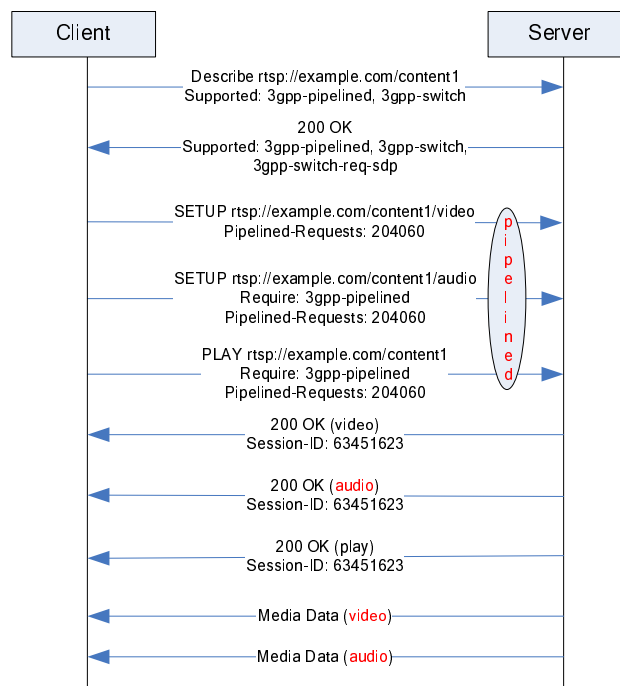 Client
Server
Describe rtsp://example.com/content1
Supported: 3gpp-pipelined, 3gpp-switch
200 OK
Supported: 3gpp-pipelined, 3gpp-switch,
3gpp-switch-req-sdp
SETUP rtsp://example.com/content1/video
Pipelined-Requests: 204060
SETUP rtsp://example.com/content1/audio
Require: 3gpp-pipelined
Pipelined-Requests: 204060
PLAY rtsp://example.com/content1
Require: 3gpp-pipelined
Pipelined-Requests: 204060
pipelined
200 OK (video)
Session-ID: 63451623
200 OK (audio)
Session-ID: 63451623
200 OK (play)
Session-ID: 63451623
Media Data (video)
Media Data (audio)